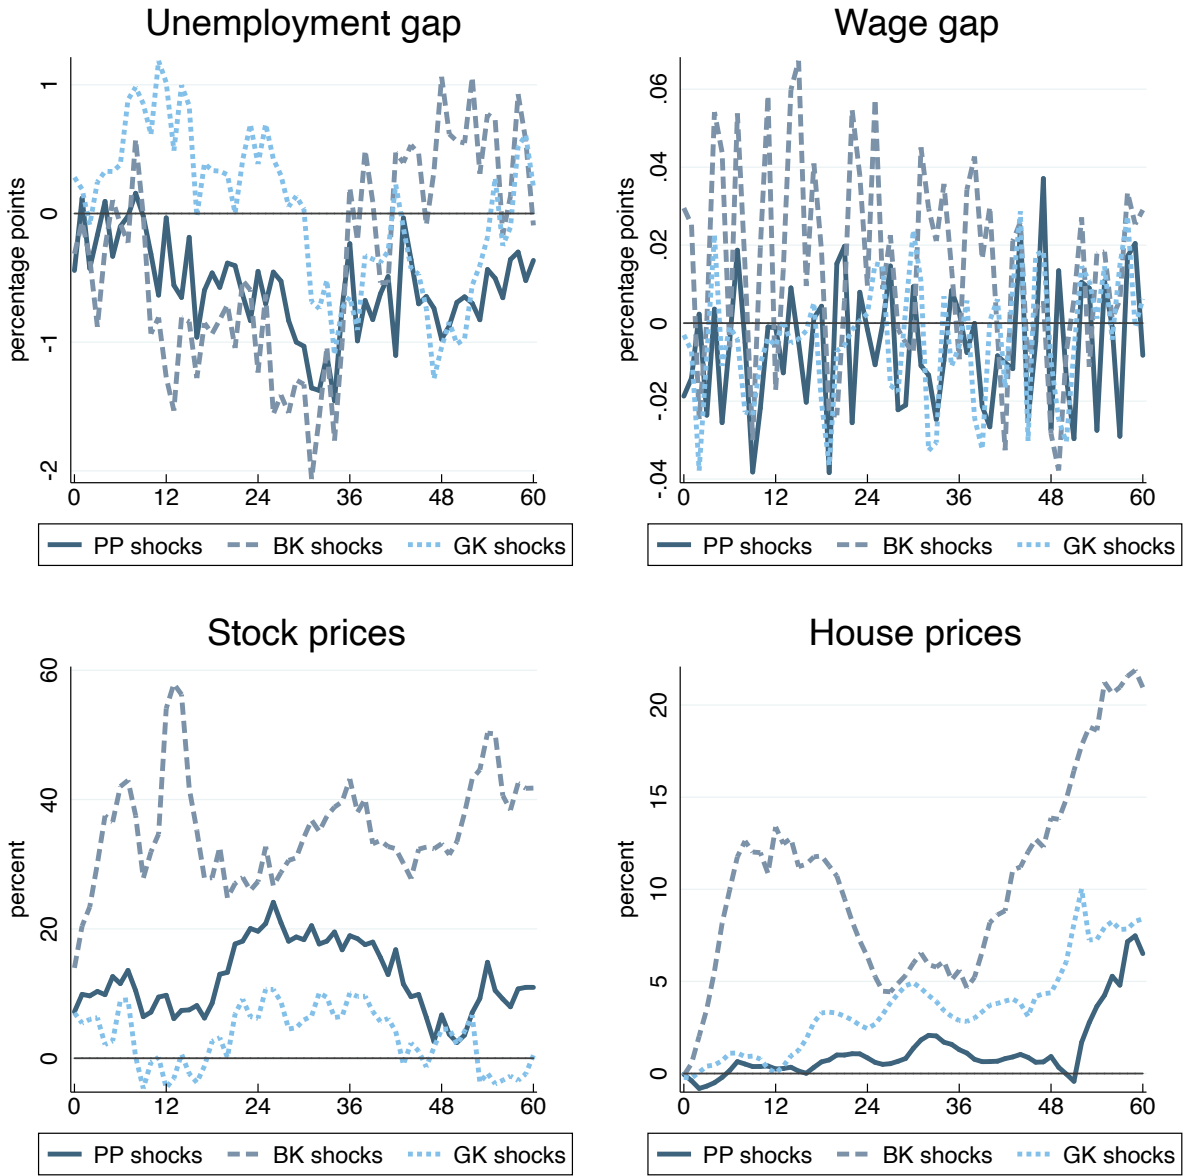 Unemployment gap
percentage points
1
0
-1
-2
0 12 24 36 48 60
PP shocks BK shocks GK shocks
Wage gap
percentage points
.06
.04
.02
0
-.02
-.04
0 12 24 36 48 60
PP shocks BK shocks GK shocks
Stock prices
percent
60
40
20
0
0 12 24 36 48 60
PP shocks BK shocks GK shocks
House prices
percent
20
15
10
5
0
0 12 24 36 48 60
PP shocks BK shocks GK shocks